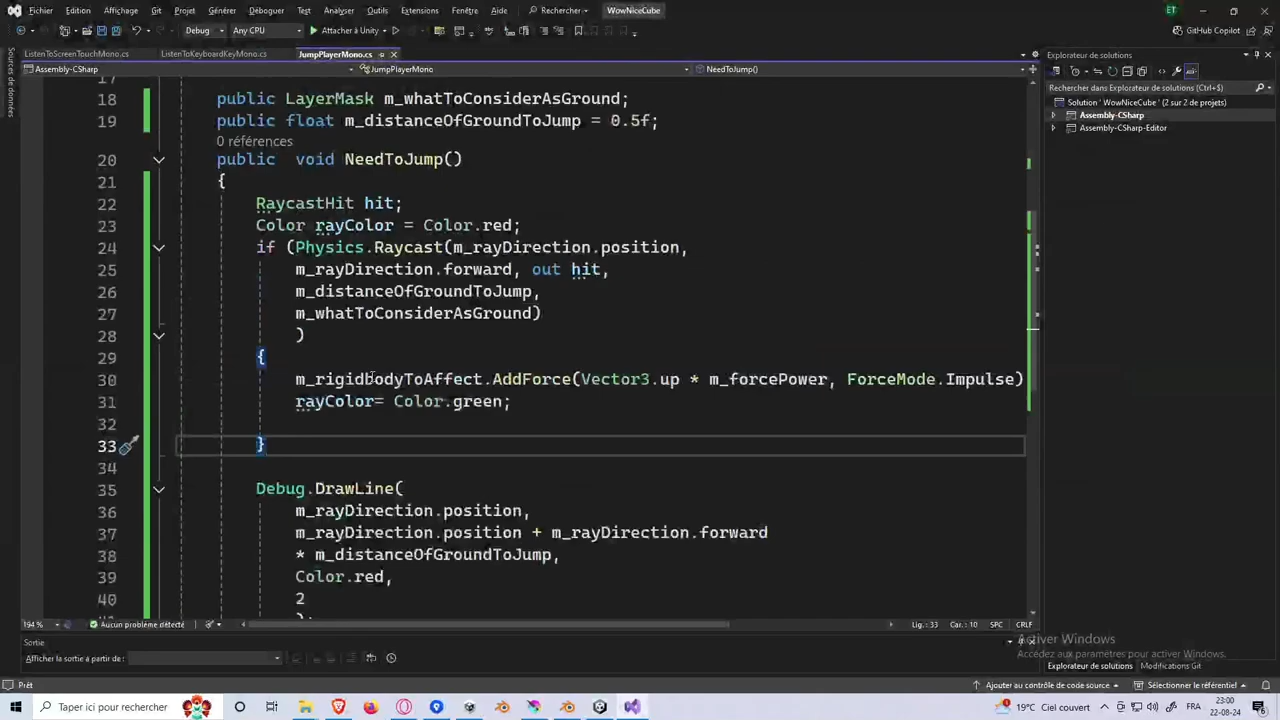 Fichier Edition Affichage Git Projet Générer Déboguer Test Analyser Outils Extensions Fenêtre Aide Rechercher WowNiceCube ET
Debug Any CPU Attacher à Unity GitHub Copilot
ListenToScreenTouchMono.cs ListenToKeyboardKeyMono.cs JumpPlayerMono.cs Explorateur de solutions
Assembly-CSharp JumpPlayerMono NeedToJump()
Sources de données
Rechercher dans Explorateur de solutions (Ctrl+$)
Solution 'WowNiceCube' (2 sur 2 de projets)
Assembly-CSharp
Assembly-CSharp-Editor
17
18 public LayerMask m_whatToConsiderAsGround;
19 public float m_distanceOfGroundToJump = 0.5f;
0 références
20 public void NeedToJump()
21 {
22 RaycastHit hit;
23 Color rayColor = Color.red;
24 if (Physics.Raycast(m_rayDirection.position,
25 m_rayDirection.forward, out hit,
26 m_distanceOfGroundToJump,
27 m_whatToConsiderAsGround)
28 )
29 {
30 m_rigidbodyToAffect.AddForce(Vector3.up * m_forcePower, ForceMode.Impulse)
31 rayColor= Color.green;
32
33 }
34
35 Debug.DrawLine(
36 m_rayDirection.position,
37 m_rayDirection.position + m_rayDirection.forward
38 * m_distanceOfGroundToJump,
39 Color.red,
40 2
);
194 % Aucun problème détecté Lig. : 33 Car. : 10 SPC CRLF
Sortie
Afficher la sortie à partir de :
Activer Windows
Accédez aux paramètres pour activer Windows.
Explorateur de solutions Modifications Git
Prêt Ajouter au contrôle de code source Sélectionner le référentiel
Taper ici pour rechercher 19°C Ciel couvert FRA 23:00
22-08-24